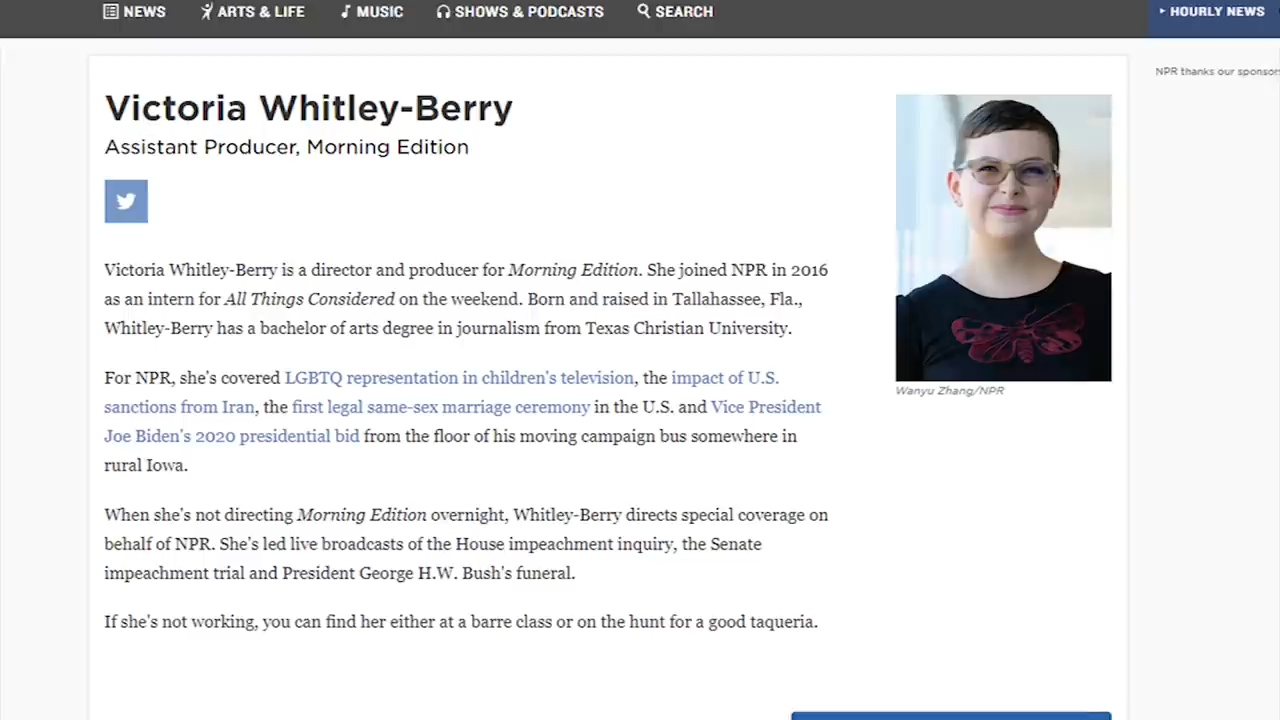 NEWS ARTS & LIFE MUSIC SHOWS & PODCASTS SEARCH HOURLY NEWS
NPR thanks our sponsors
Victoria Whitley-Berry
Assistant Producer, Morning Edition
Victoria Whitley-Berry is a director and producer for Morning Edition. She joined NPR in 2016
as an intern for All Things Considered on the weekend. Born and raised in Tallahassee, Fla.,
Whitley-Berry has a bachelor of arts degree in journalism from Texas Christian University.
For NPR, she's covered LGBTQ representation in children's television, the impact of U.S.
sanctions from Iran, the first legal same-sex marriage ceremony in the U.S. and Vice President
Joe Biden's 2020 presidential bid from the floor of his moving campaign bus somewhere in
rural Iowa.
When she's not directing Morning Edition overnight, Whitley-Berry directs special coverage on
behalf of NPR. She's led live broadcasts of the House impeachment inquiry, the Senate
impeachment trial and President George H.W. Bush's funeral.
If she's not working, you can find her either at a barre class or on the hunt for a good taqueria.
Wanyu Zhang/NPR